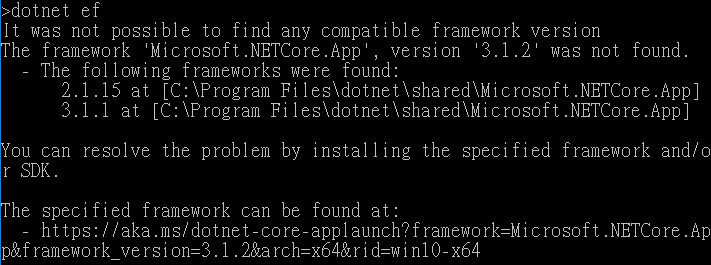 >dotnet ef
It was not possible to find any compatible framework version
The framework 'Microsoft.NETCore.App', version '3.1.2' was not found.
  - The following frameworks were found:
      2.1.15 at [C:\Program Files\dotnet\shared\Microsoft.NETCore.App]
      3.1.1 at [C:\Program Files\dotnet\shared\Microsoft.NETCore.App]

You can resolve the problem by installing the specified framework and/o
r SDK.

The specified framework can be found at:
  - https://aka.ms/dotnet-core-applaunch?framework=Microsoft.NETCore.Ap
p&framework_version=3.1.2&arch=x64&rid=win10-x64